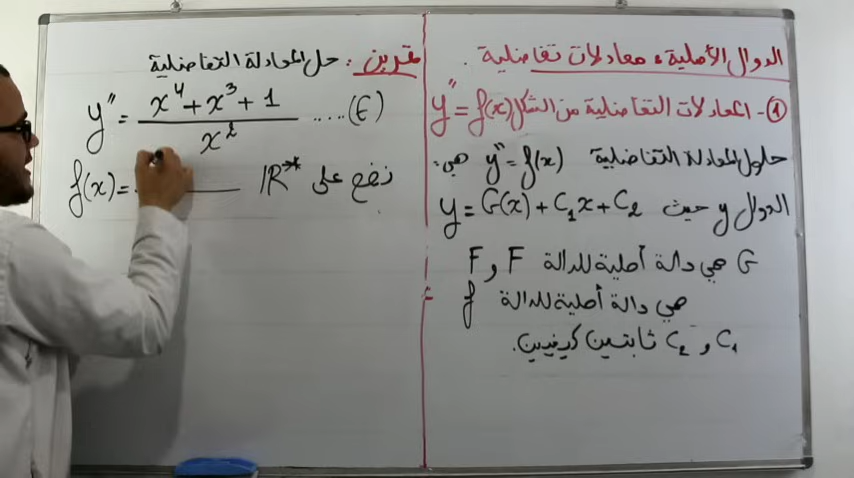 الدوال الأصلية، معادلات تفاضلية.
①- المعادلات التفاضلية من الشكل y'' = f(x)
حلول المعادلة التفاضلية y'' = f(x) هي:
الدوال y حيث y = G(x) + C₁x + C₂
G هي دالة أصلية للدالة F و F
هي دالة أصلية للدالة f
C₁ و C₂ ثابتين كيفيين.
تمرين: حل المعادلة التفاضلية
y'' = (x⁴ + x³ + 1) / x² ....(E)
نضع على ℝ* f(x) =